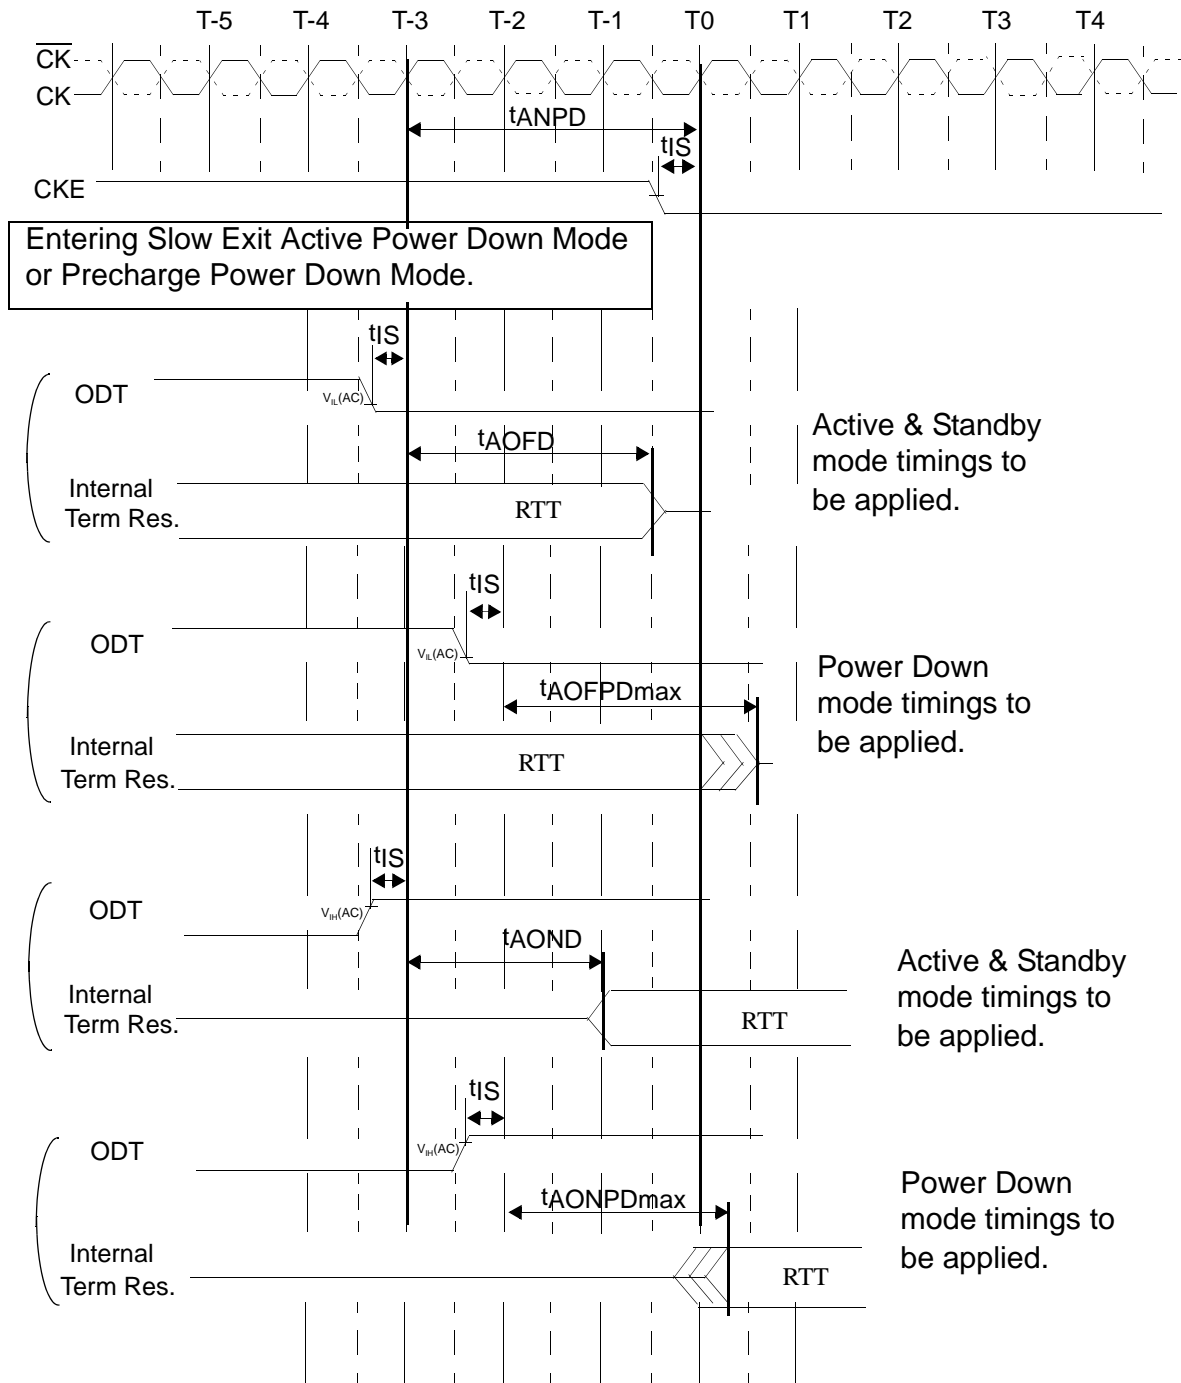 T-5 T-4 T-3 T-2 T-1 T0 T1 T2 T3 T4
CK
CK
tANPD
tIS
CKE
Entering Slow Exit Active Power Down Mode
or Precharge Power Down Mode.
tIS
ODT
VIL(AC)
tAOFD
Internal
Term Res.
RTT
Active & Standby
mode timings to
be applied.
tIS
ODT
VIL(AC)
tAOFPDmax
Internal
Term Res.
RTT
Power Down
mode timings to
be applied.
tIS
ODT
VIH(AC)
tAOND
Internal
Term Res.
RTT
Active & Standby
mode timings to
be applied.
tIS
ODT
VIH(AC)
tAONPDmax
Internal
Term Res.
RTT
Power Down
mode timings to
be applied.